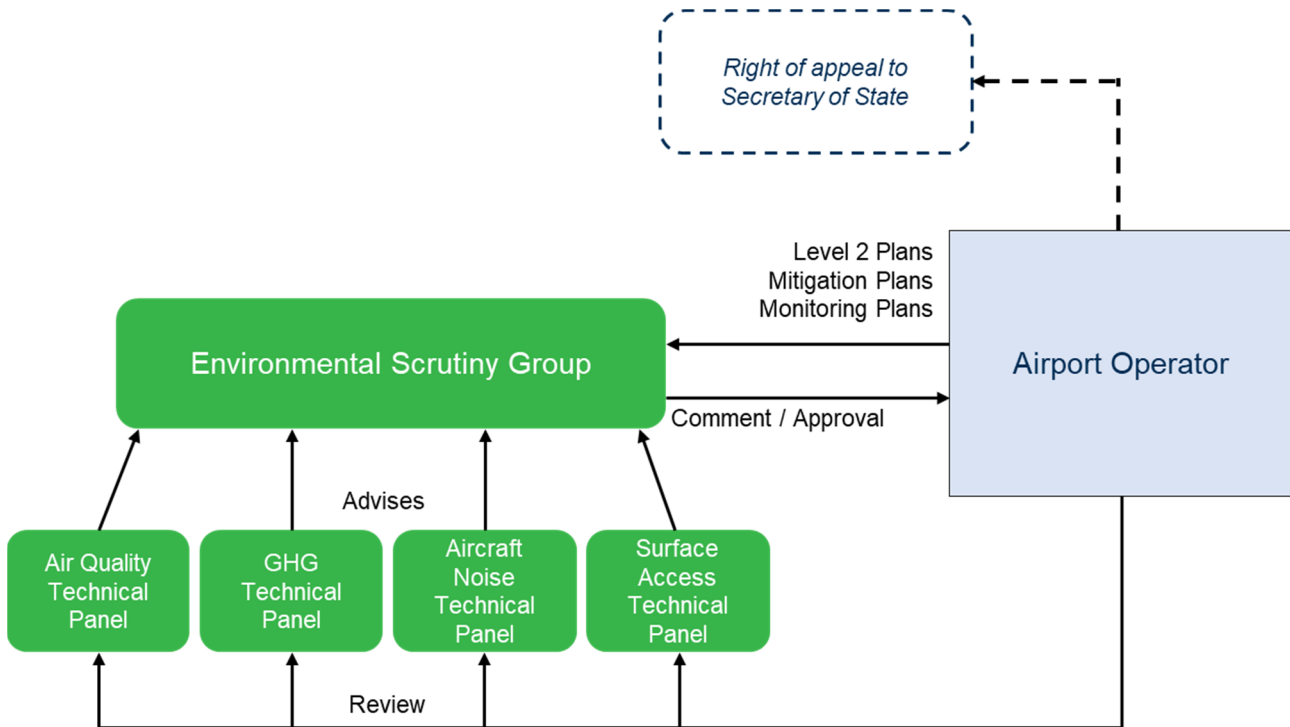 Right of appeal to
Secretary of State
Level 2 Plans
Mitigation Plans
Monitoring Plans
Environmental Scrutiny Group
Airport Operator
Comment / Approval
Advises
Air Quality
Technical
Panel
GHG
Technical
Panel
Aircraft
Noise
Technical
Panel
Surface
Access
Technical
Panel
Review